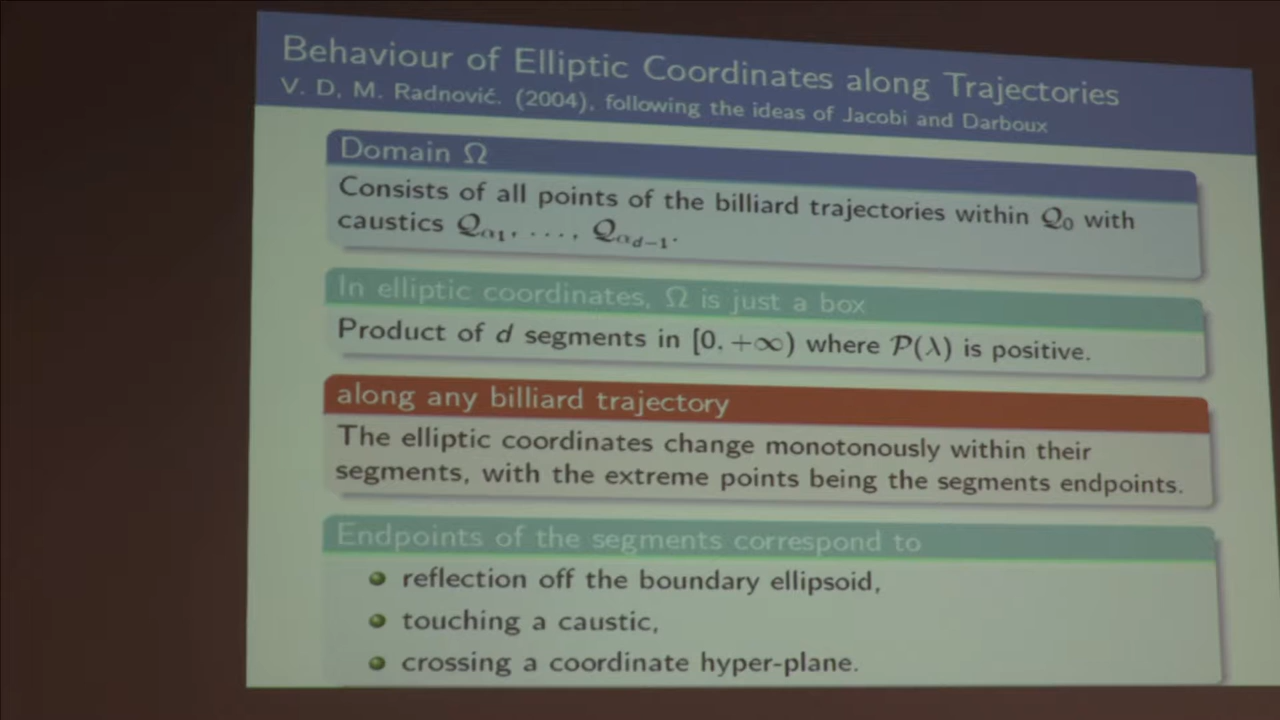 Behaviour of Elliptic Coordinates along Trajectories
V. D, M. Radnović. (2004), following the ideas of Jacobi and Darboux
Domain Ω
Consists of all points of the billiard trajectories within 𝒬₀ with
caustics 𝒬_{α₁}, . . . , 𝒬_{α_{d−1}}.
In elliptic coordinates, Ω is just a box
Product of d segments in [0, +∞) where 𝒫(λ) is positive.
along any billiard trajectory
The elliptic coordinates change monotonously within their
segments, with the extreme points being the segments endpoints.
Endpoints of the segments correspond to
reflection off the boundary ellipsoid,
touching a caustic,
crossing a coordinate hyper-plane.